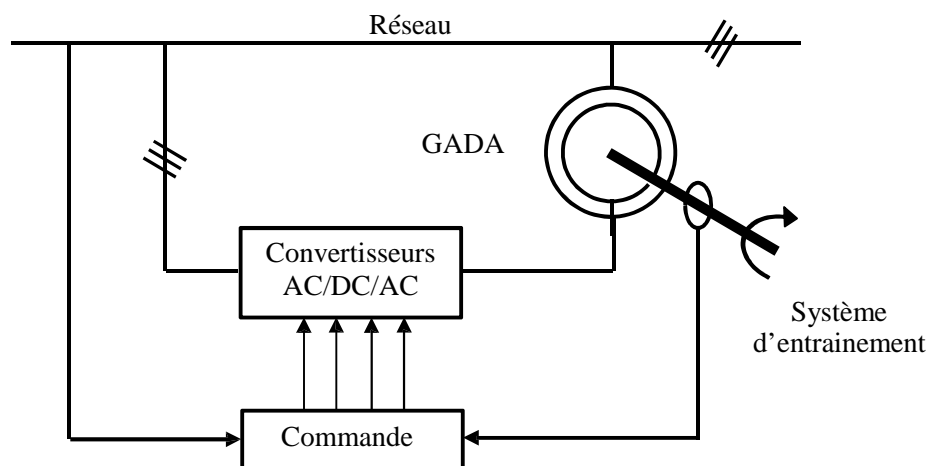 Réseau
GADA
Convertisseurs
AC/DC/AC
Système
d’entrainement
Commande